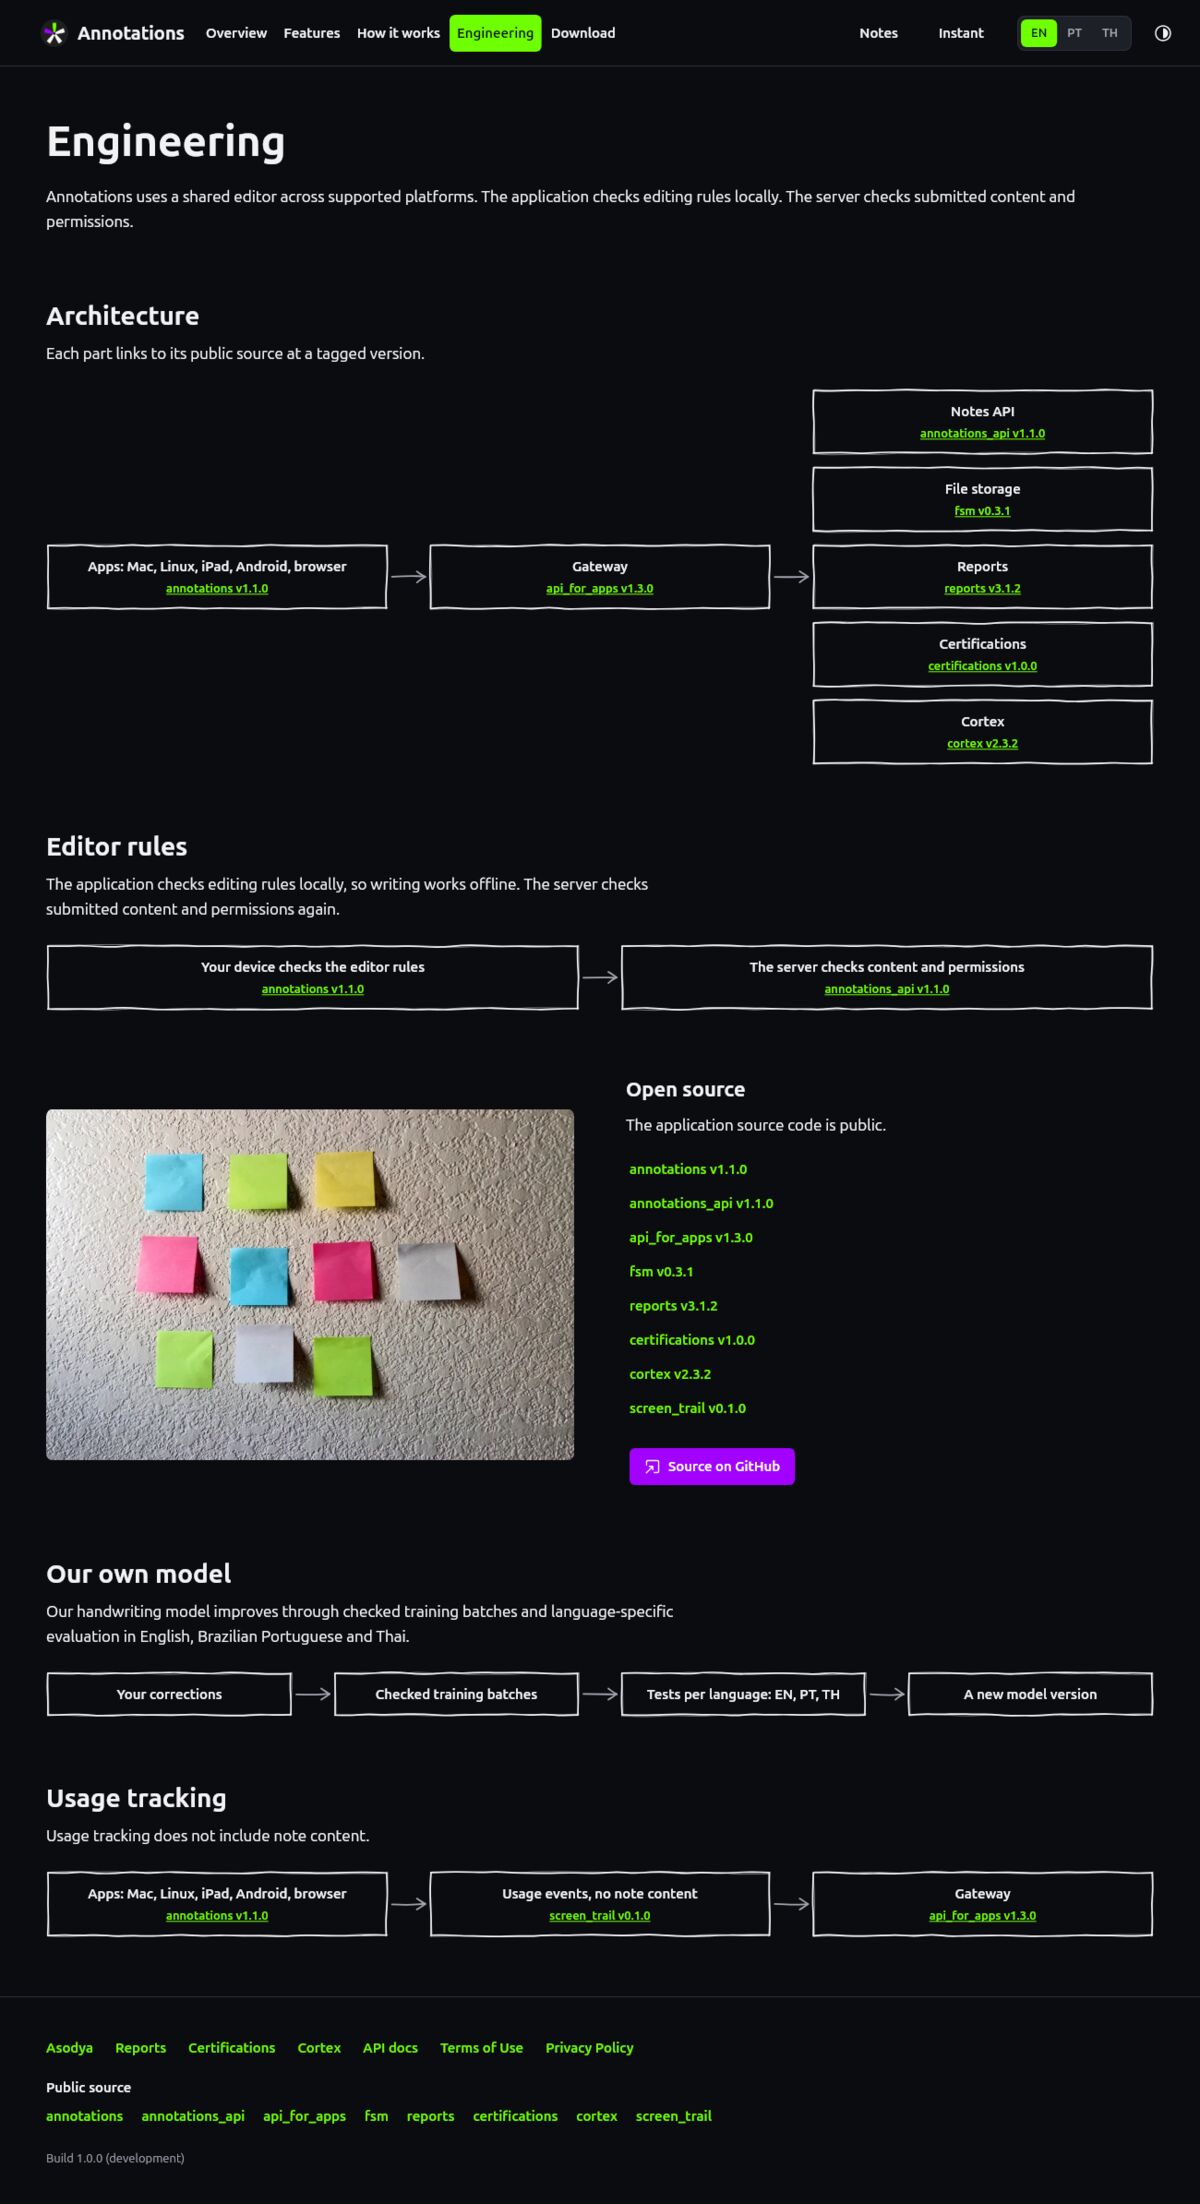 Annotations Overview Features How it works Engineering Download Notes Instant EN PT TH
Engineering
Annotations uses a shared editor across supported platforms. The application checks editing rules locally. The server checks submitted content and
permissions.
Architecture
Each part links to its public source at a tagged version.
Notes API
annotations_api v1.1.0
File storage
fsm v0.3.1
Apps: Mac, Linux, iPad, Android, browser
annotations v1.1.0
Gateway
api_for_apps v1.3.0
Reports
reports v3.1.2
Certifications
certifications v1.0.0
Cortex
cortex v2.3.2
Editor rules
The application checks editing rules locally, so writing works offline. The server checks
submitted content and permissions again.
Your device checks the editor rules
annotations v1.1.0
The server checks content and permissions
annotations_api v1.1.0
Open source
The application source code is public.
annotations v1.1.0
annotations_api v1.1.0
api_for_apps v1.3.0
fsm v0.3.1
reports v3.1.2
certifications v1.0.0
cortex v2.3.2
screen_trail v0.1.0
Source on GitHub
Our own model
Our handwriting model improves through checked training batches and language-specific
evaluation in English, Brazilian Portuguese and Thai.
Your corrections
Checked training batches
Tests per language: EN, PT, TH
A new model version
Usage tracking
Usage tracking does not include note content.
Apps: Mac, Linux, iPad, Android, browser
annotations v1.1.0
Usage events, no note content
screen_trail v0.1.0
Gateway
api_for_apps v1.3.0
Asodya Reports Certifications Cortex API docs Terms of Use Privacy Policy
Public source
annotations annotations_api api_for_apps fsm reports certifications cortex screen_trail
Build 1.0.0 (development)